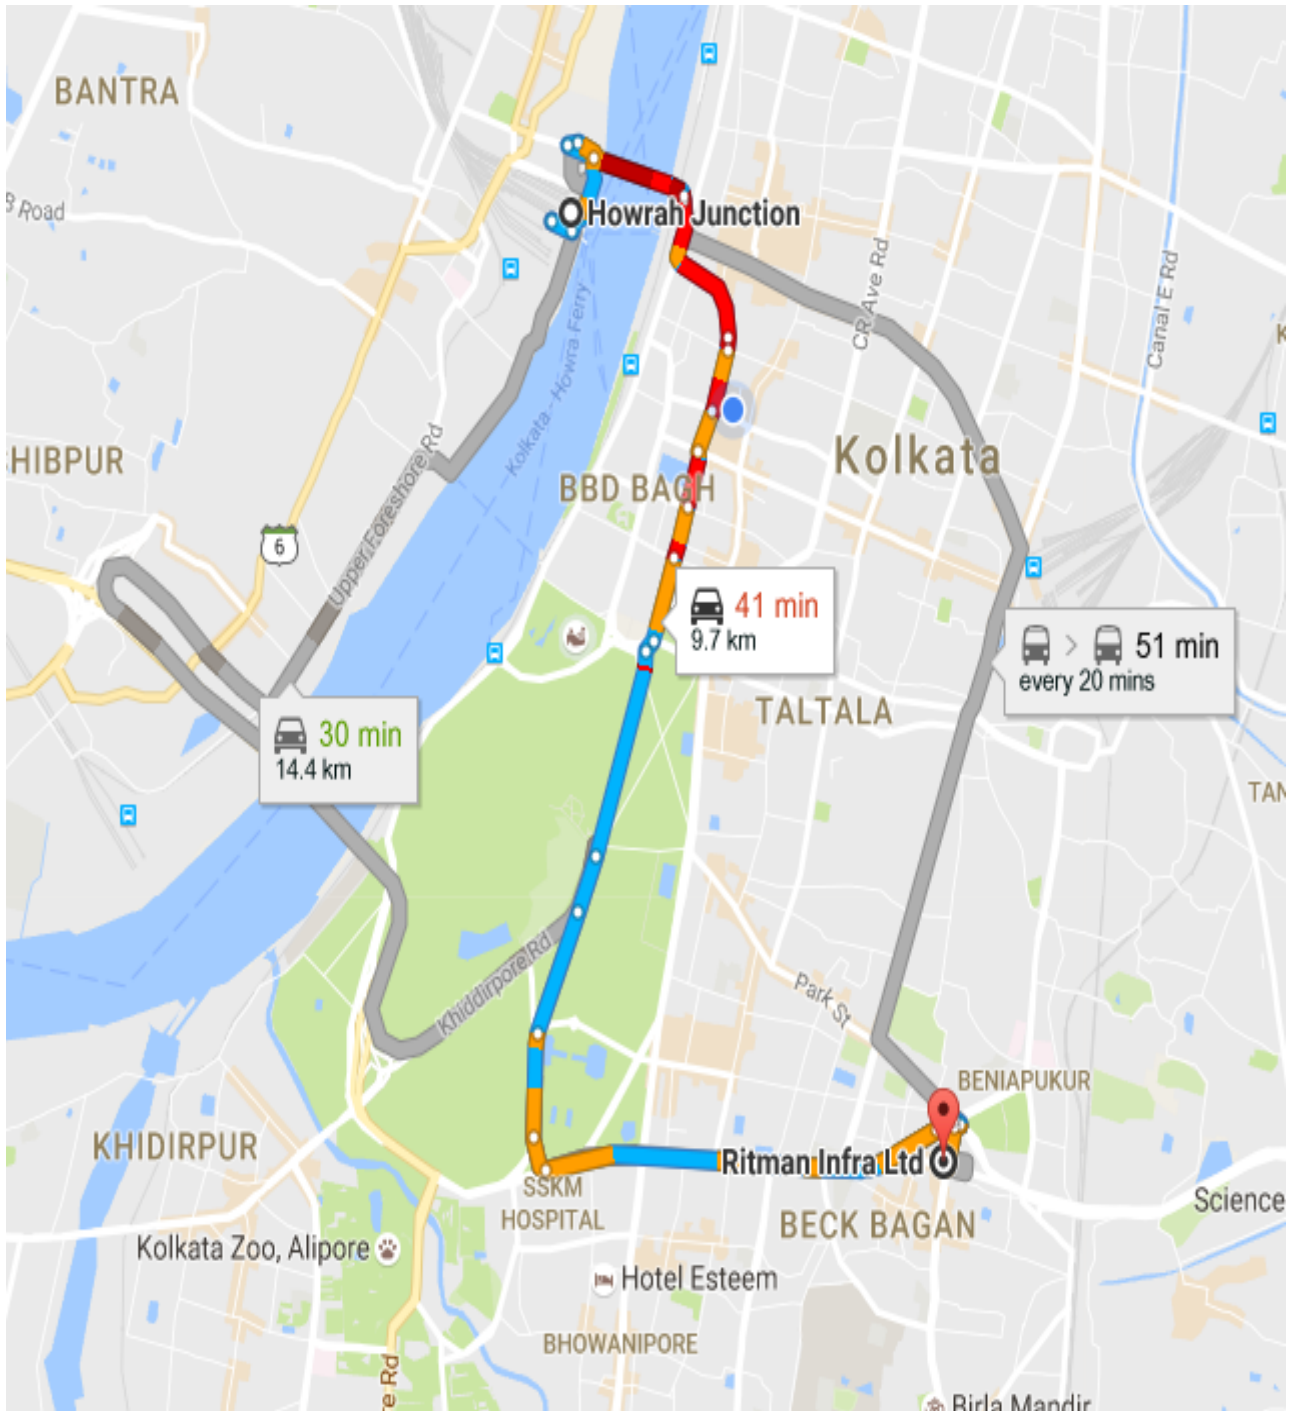 BANTRA
B Road
Howrah Junction
CR Ave Rd
Canal E Rd
Kolkata - Howra Ferry
Kolkata
HIBPUR
Upper Foreshore Rd
BBD BAGH
6
41 min
9.7 km
51 min
every 20 mins
TALTALA
30 min
14.4 km
TAN
Khiddirpore Rd
Park St
BENIAPUKUR
KHIDIRPUR
Ritman Infra Ltd
SSKM
HOSPITAL
BECK BAGAN
Science
Kolkata Zoo, Alipore
Hotel Esteem
BHOWANIPORE
re Rd
Birla Mandir